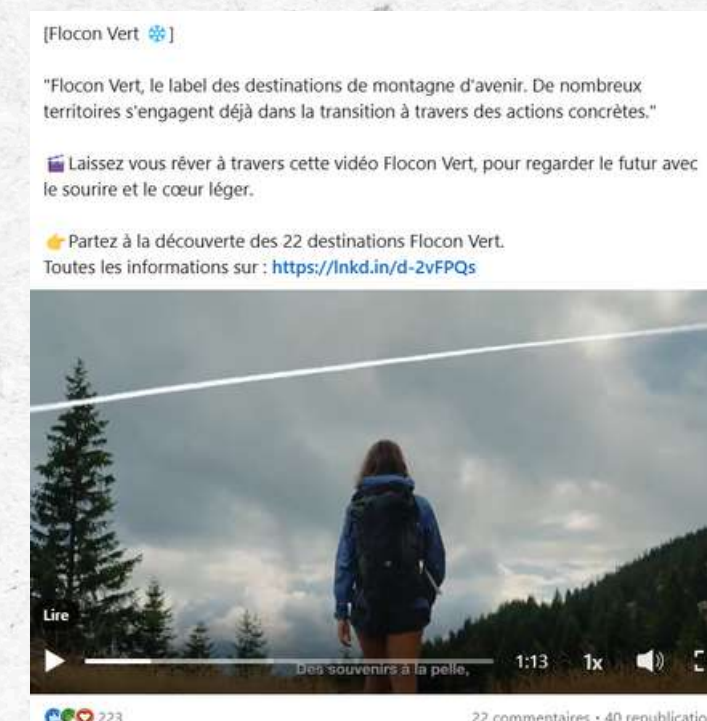 [Flocon Vert ❄️]
"Flocon Vert, le label des destinations de montagne d'avenir. De nombreux
territoires s'engagent déjà dans la transition à travers des actions concrètes."
🎬 Laissez vous rêver à travers cette vidéo Flocon Vert, pour regarder le futur avec
le sourire et le cœur léger.
👉 Partez à la découverte des 22 destinations Flocon Vert.
Toutes les informations sur : https://lnkd.in/d-2vFPQs
Lire
Des souvenirs à la pelle,
1:13 1x
223
22 commentaires • 40 republicatio